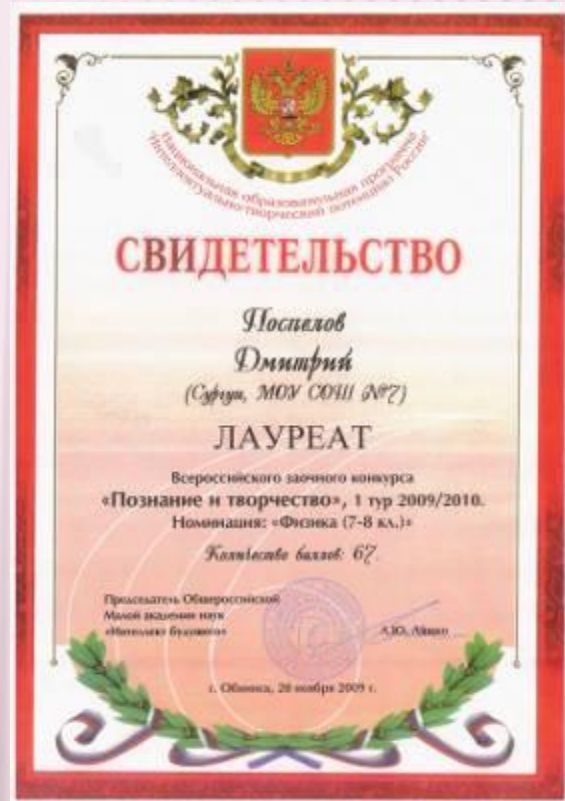 Национальная образовательная программа
"Интеллектуально-творческий потенциал России"
СВИДЕТЕЛЬСТВО
Поспелов
Дмитрий
(Сургут, МОУ СОШ №7)
ЛАУРЕАТ
Всероссийского заочного конкурса
«Познание и творчество», 1 тур 2009/2010.
Номинация: «Физика (7-8 кл.)»
Количество баллов: 67.
Председатель Общероссийской
Малой академии наук
«Интеллект будущего»
А.Ю. Ляшко
г. Обнинск, 20 ноября 2009 г.